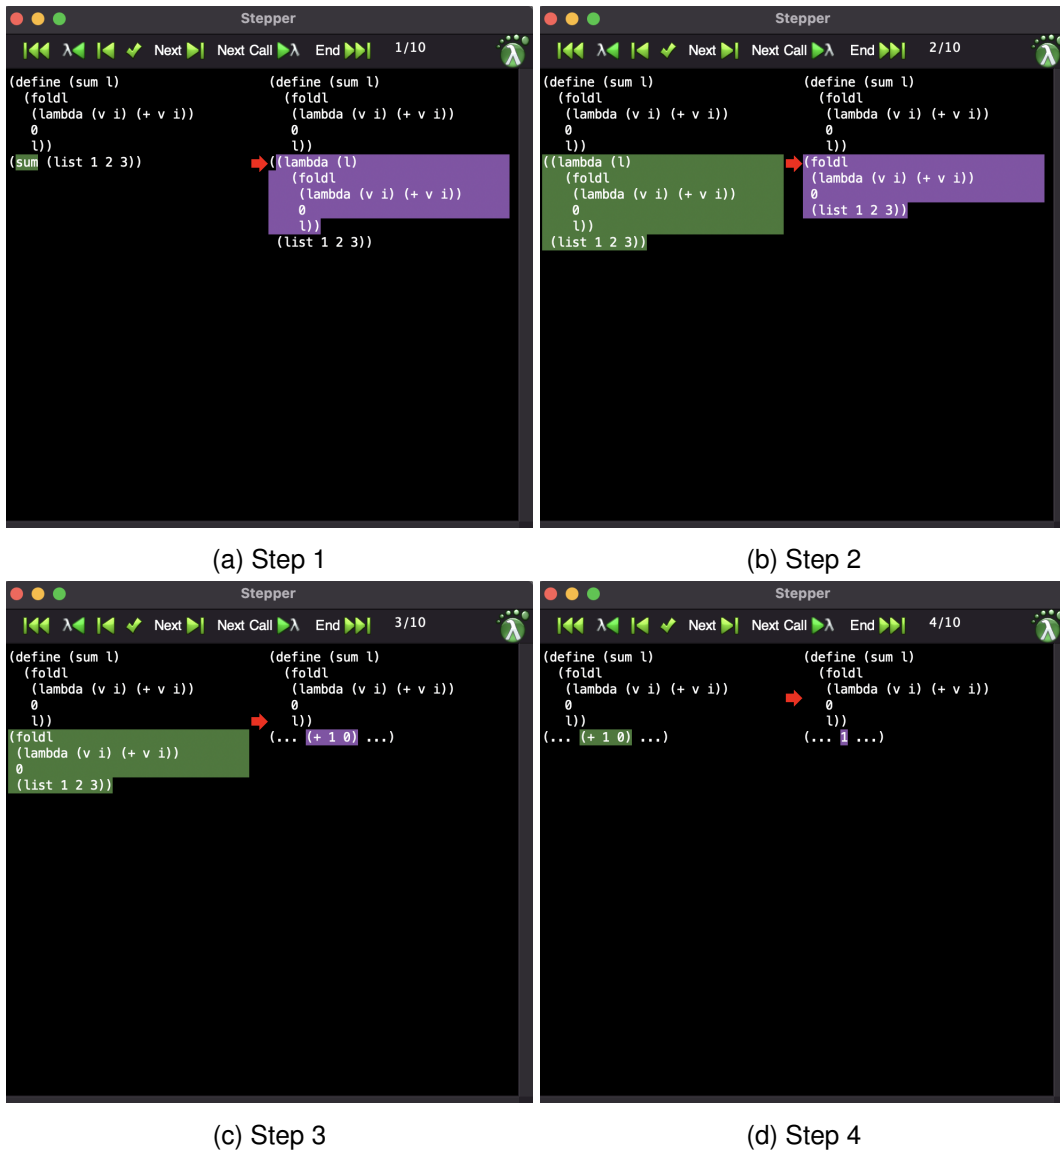 Stepper
Next Next Call λ End 1/10
(define (sum l)
(foldl
(lambda (v i) (+ v i))
0
l))
(sum (list 1 2 3))
(define (sum l)
(foldl
(lambda (v i) (+ v i))
0
l))
((lambda (l)
(foldl
(lambda (v i) (+ v i))
0
l))
(list 1 2 3))
(a) Step 1
Stepper
λ Next Next Call λ End 2/10
(define (sum l)
(foldl
(lambda (v i) (+ v i))
0
l))
((lambda (l)
(foldl
(lambda (v i) (+ v i))
0
l))
(list 1 2 3))
(define (sum l)
(foldl
(lambda (v i) (+ v i))
0
l))
(foldl
(lambda (v i) (+ v i))
0
(list 1 2 3))
(b) Step 2
Stepper
λ Next Next Call λ End 3/10
(define (sum l)
(foldl
(lambda (v i) (+ v i))
0
l))
(foldl
(lambda (v i) (+ v i))
0
(list 1 2 3))
(define (sum l)
(foldl
(lambda (v i) (+ v i))
0
l))
(... (+ 1 0) ...)
(c) Step 3
Stepper
λ Next Next Call λ End 4/10
(define (sum l)
(foldl
(lambda (v i) (+ v i))
0
l))
(... (+ 1 0) ...)
(define (sum l)
(foldl
(lambda (v i) (+ v i))
0
l))
(... 1 ...)
(d) Step 4